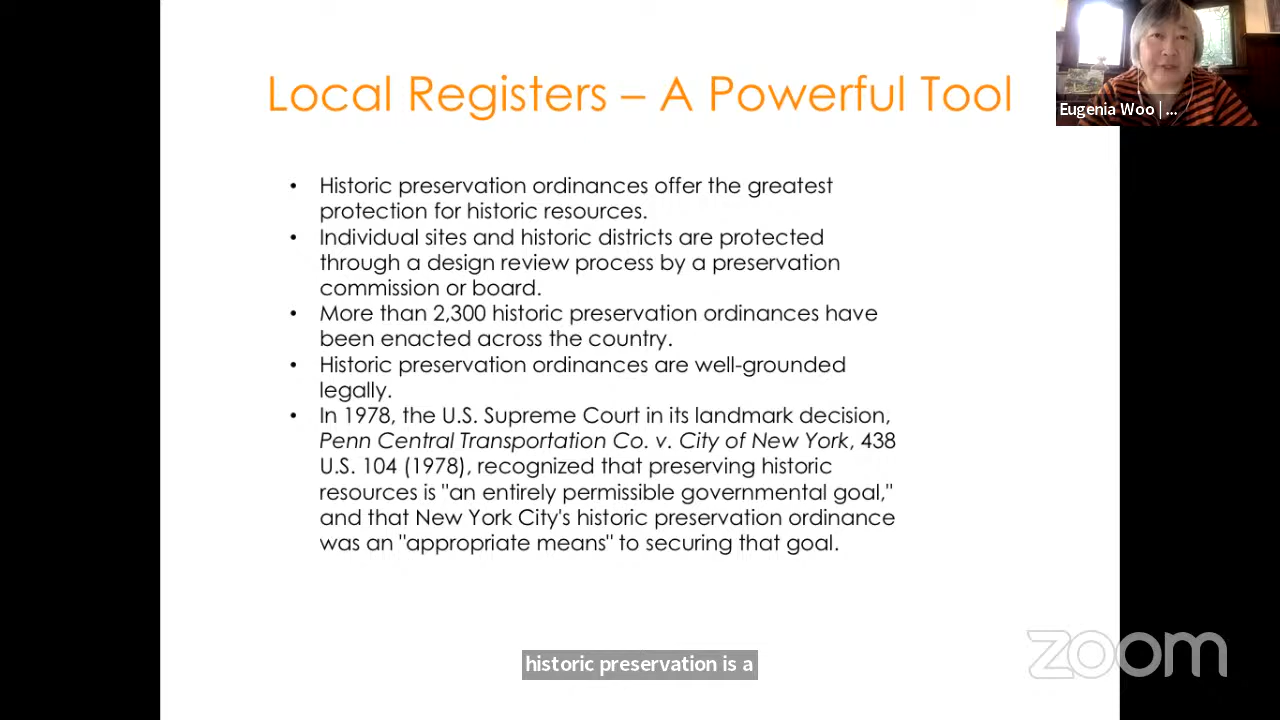 Local Registers – A Powerful Tool
Eugenia Woo | ...
• Historic preservation ordinances offer the greatest
protection for historic resources.
• Individual sites and historic districts are protected
through a design review process by a preservation
commission or board.
• More than 2,300 historic preservation ordinances have
been enacted across the country.
• Historic preservation ordinances are well-grounded
legally.
• In 1978, the U.S. Supreme Court in its landmark decision,
Penn Central Transportation Co. v. City of New York, 438
U.S. 104 (1978), recognized that preserving historic
resources is "an entirely permissible governmental goal,"
and that New York City's historic preservation ordinance
was an "appropriate means" to securing that goal.
zoom
historic preservation is a